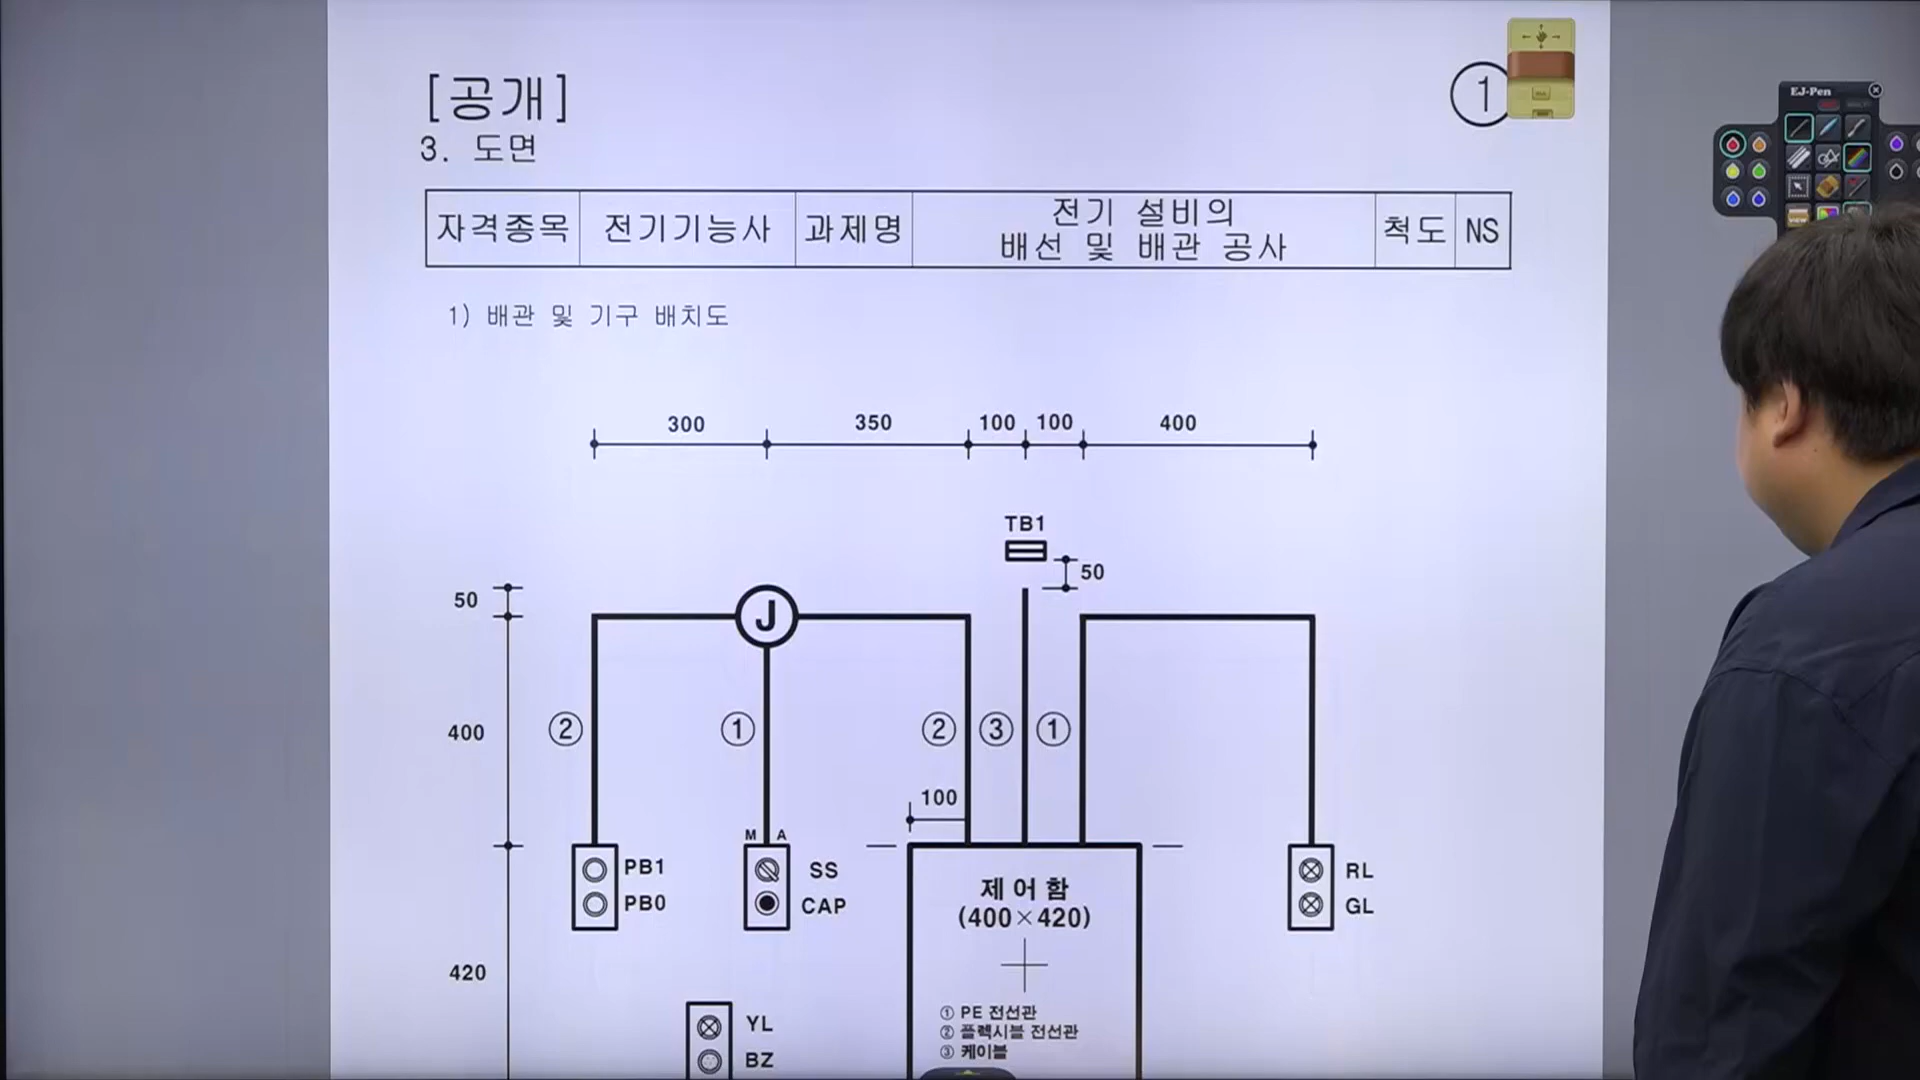 [공개]
①
3. 도면
자격종목 전기기능사 과제명 전기 설비의 배선 및 배관 공사 척도 NS
1) 배관 및 기구 배치도
300 350 100 100 400
TB1
50
50
J
400
② ① ② ③ ①
100
M A
PB1
PB0
SS
CAP
제어함
(400×420)
RL
GL
420
① PE 전선관
② 플렉시블 전선관
③ 케이블
YL
BZ
EJ-Pen